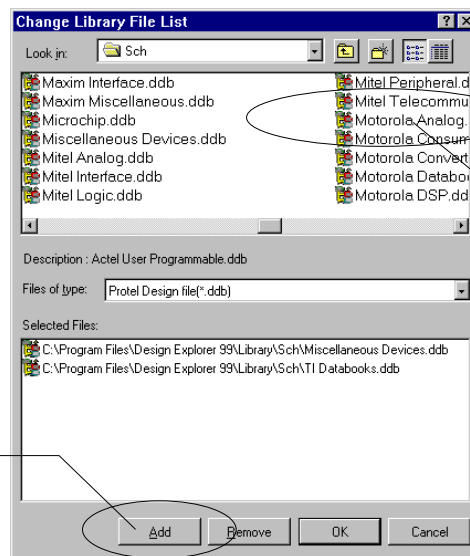 Change Library File List
Look in: Sch
Maxim Interface.ddb
Maxim Miscellaneous.ddb
Microchip.ddb
Miscellaneous Devices.ddb
Mitel Analog.ddb
Mitel Interface.ddb
Mitel Logic.ddb
Mitel Peripheral.d
Mitel Telecommu
Motorola Analog.
Motorola Consum
Motorola Convert
Motorola Databoo
Motorola DSP.dd
Description : Actel User Programmable.ddb
Files of type: Protel Design file(*.ddb)
Selected Files:
C:\Program Files\Design Explorer 99\Library\Sch\Miscellaneous Devices.ddb
C:\Program Files\Design Explorer 99\Library\Sch\TI Databooks.ddb
Add Remove OK Cancel